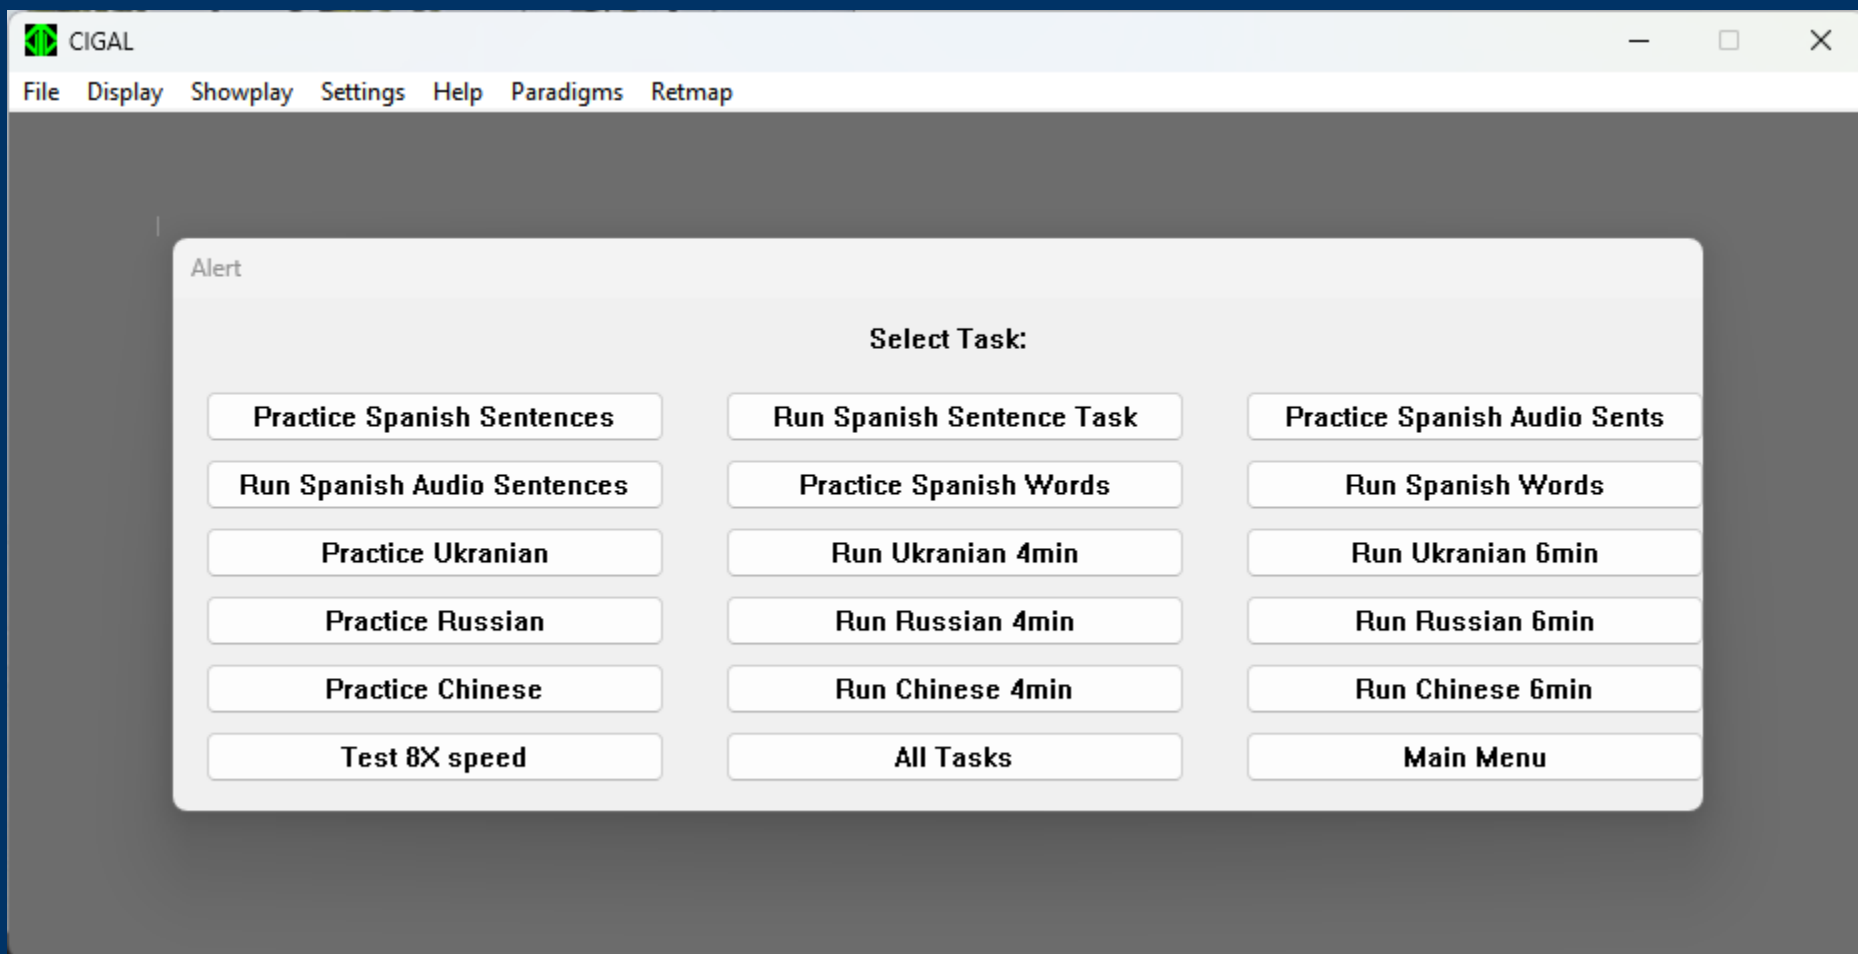 CIGAL
File Display Showplay Settings Help Paradigms Retmap
Alert
Select Task:
Practice Spanish Sentences Run Spanish Sentence Task Practice Spanish Audio Sents
Run Spanish Audio Sentences Practice Spanish Words Run Spanish Words
Practice Ukranian Run Ukranian 4min Run Ukranian 6min
Practice Russian Run Russian 4min Run Russian 6min
Practice Chinese Run Chinese 4min Run Chinese 6min
Test 8X speed All Tasks Main Menu